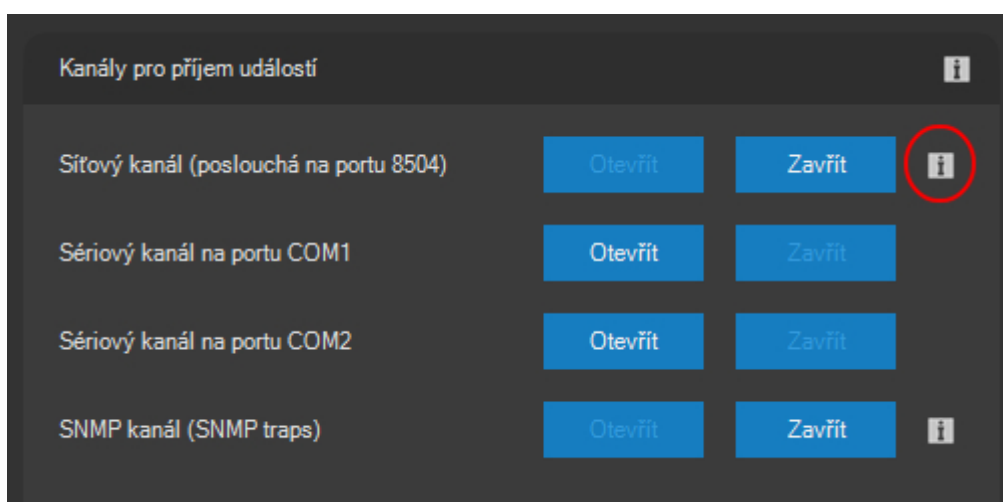 Kanály pro příjem událostí
Síťový kanál (poslouchá na portu 8504) Otevřít Zavřít
Sériový kanál na portu COM1 Otevřít Zavřít
Sériový kanál na portu COM2 Otevřít Zavřít
SNMP kanál (SNMP traps) Otevřít Zavřít